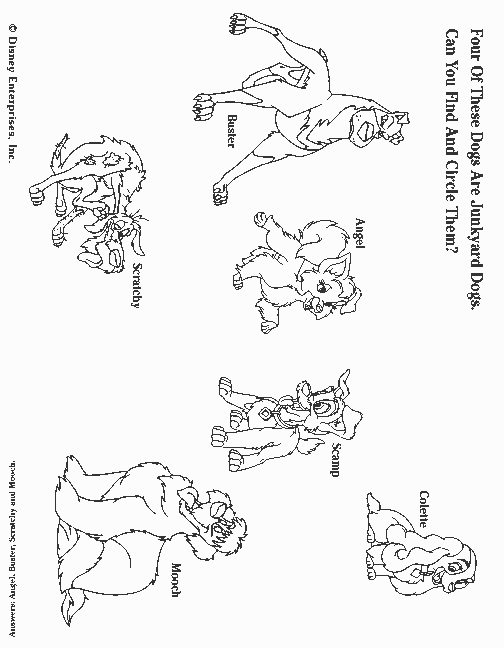 Four Of These Dogs Are Junkyard Dogs.
Can You Find And Circle Them?
Buster
Angel
Colette
Scratchy
Scamp
Mooch
© Disney Enterprises, Inc.
Answers: Angel, Buster, Scratchy and Mooch.